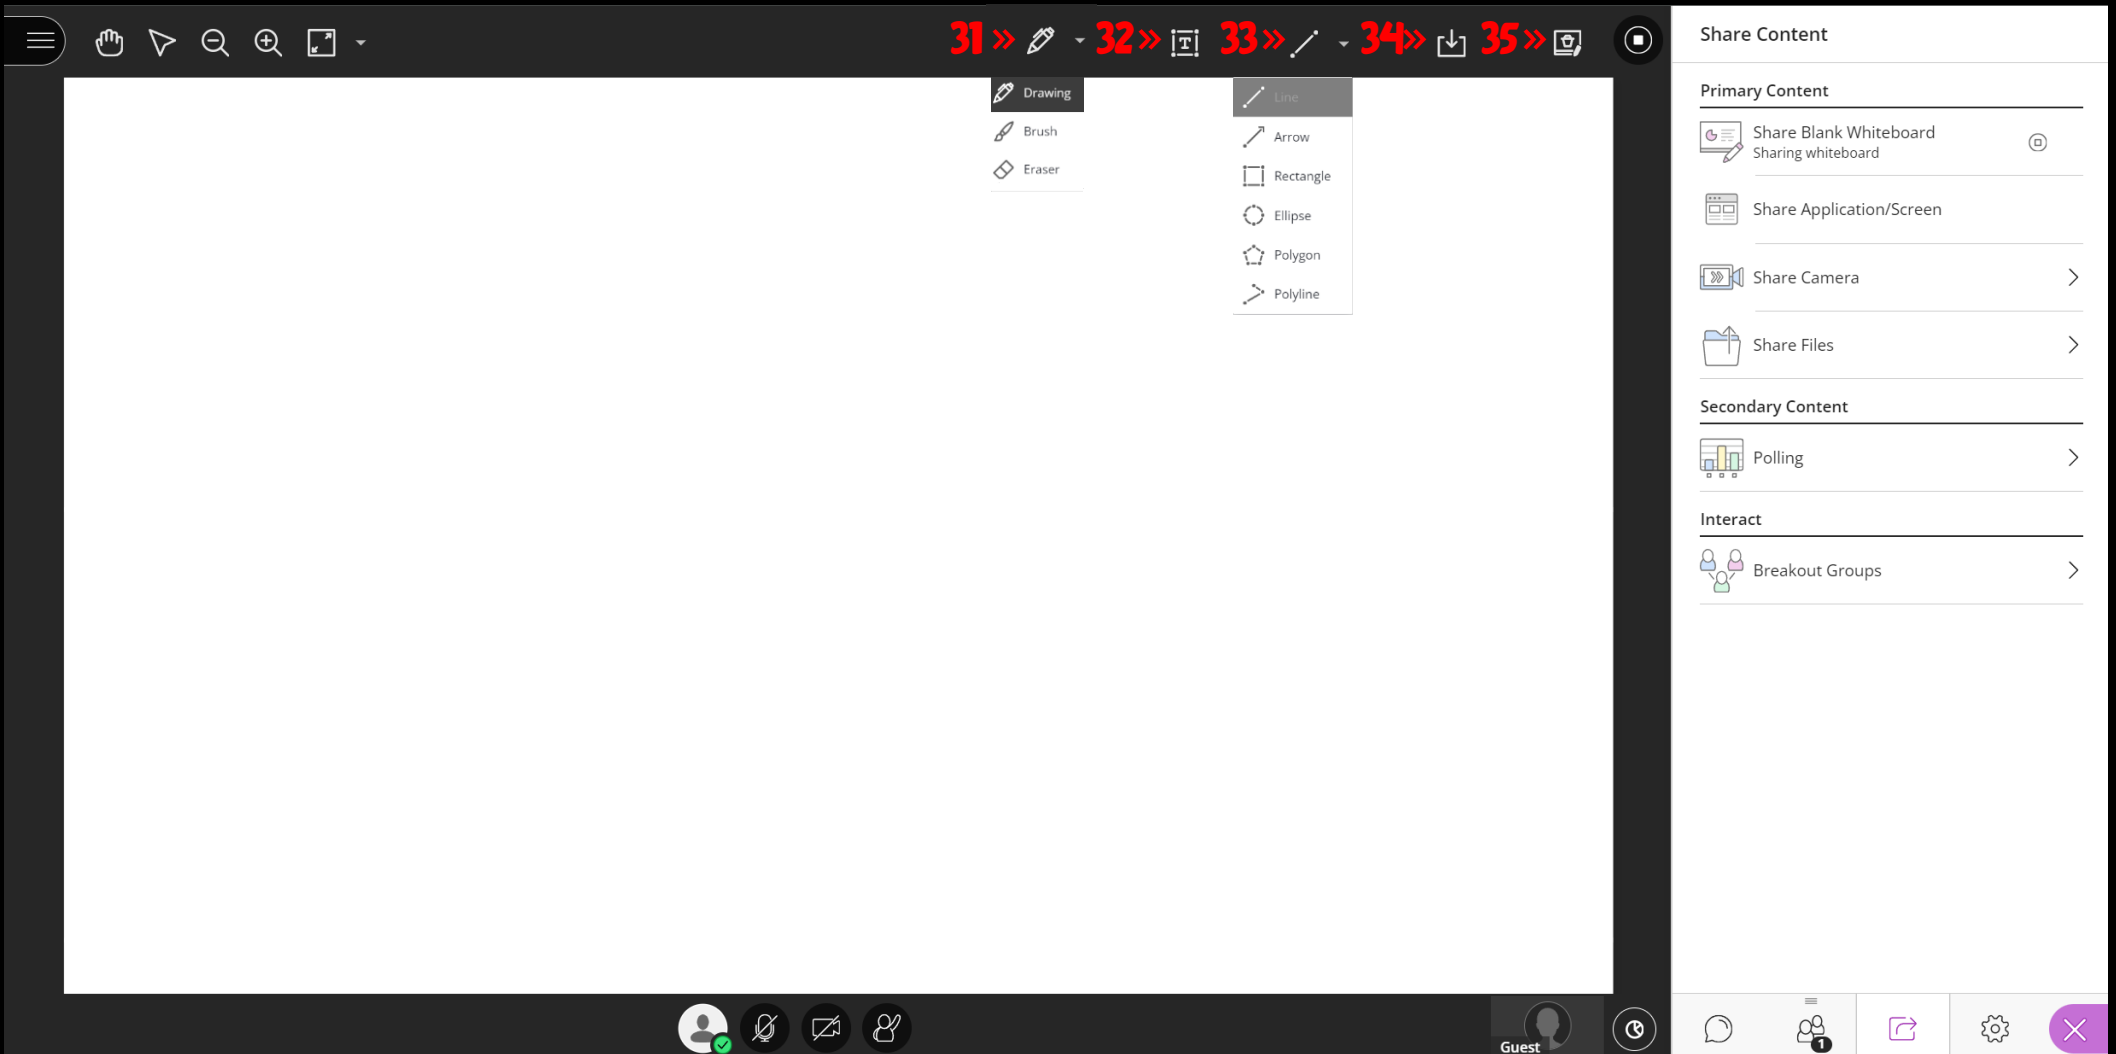 31 »
32 »
33 »
34 »
35 »
Drawing
Brush
Eraser
Line
Arrow
Rectangle
Ellipse
Polygon
Polyline
Share Content
Primary Content
Share Blank Whiteboard
Sharing whiteboard
Share Application/Screen
Share Camera
Share Files
Secondary Content
Polling
Interact
Breakout Groups
Guest
1